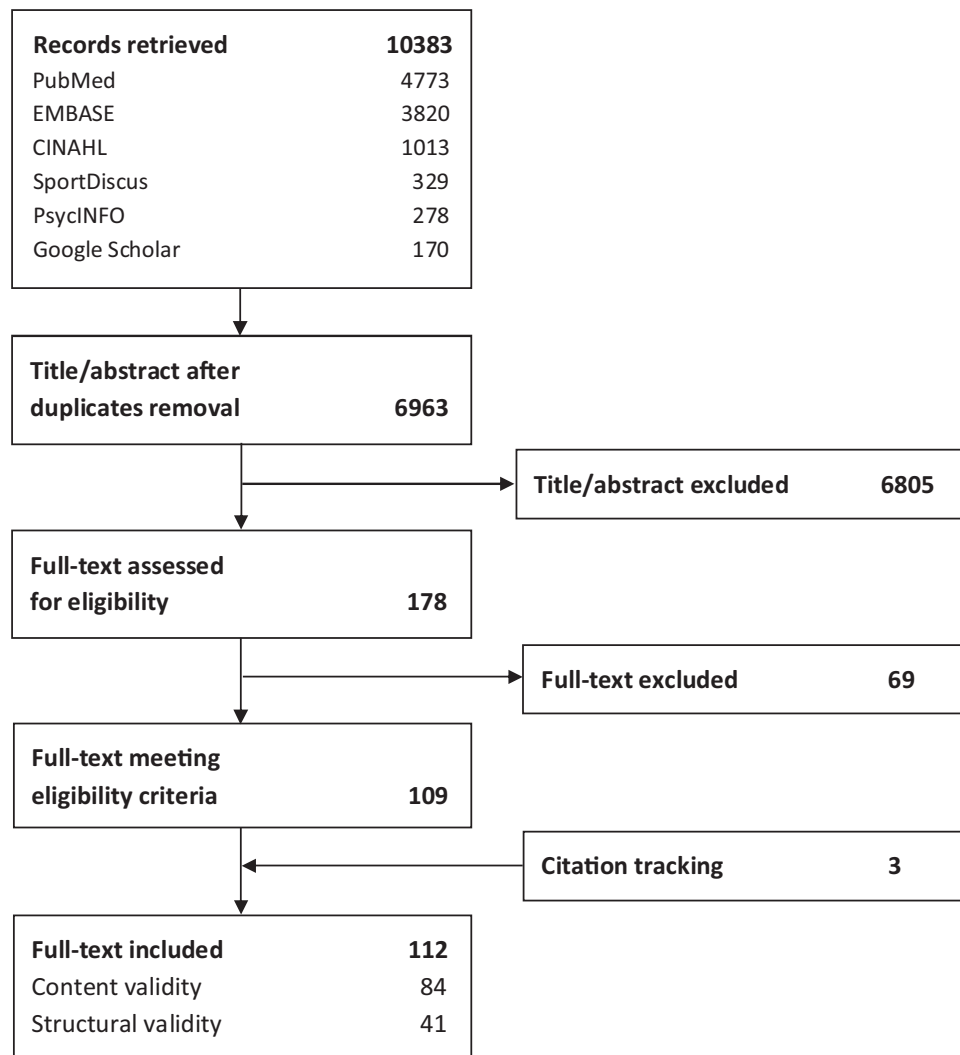 Records retrieved 10383
PubMed 4773
EMBASE 3820
CINAHL 1013
SportDiscus 329
PsycINFO 278
Google Scholar 170
Title/abstract after
duplicates removal 6963
Title/abstract excluded 6805
Full-text assessed
for eligibility 178
Full-text excluded 69
Full-text meeting
eligibility criteria 109
Citation tracking 3
Full-text included 112
Content validity 84
Structural validity 41